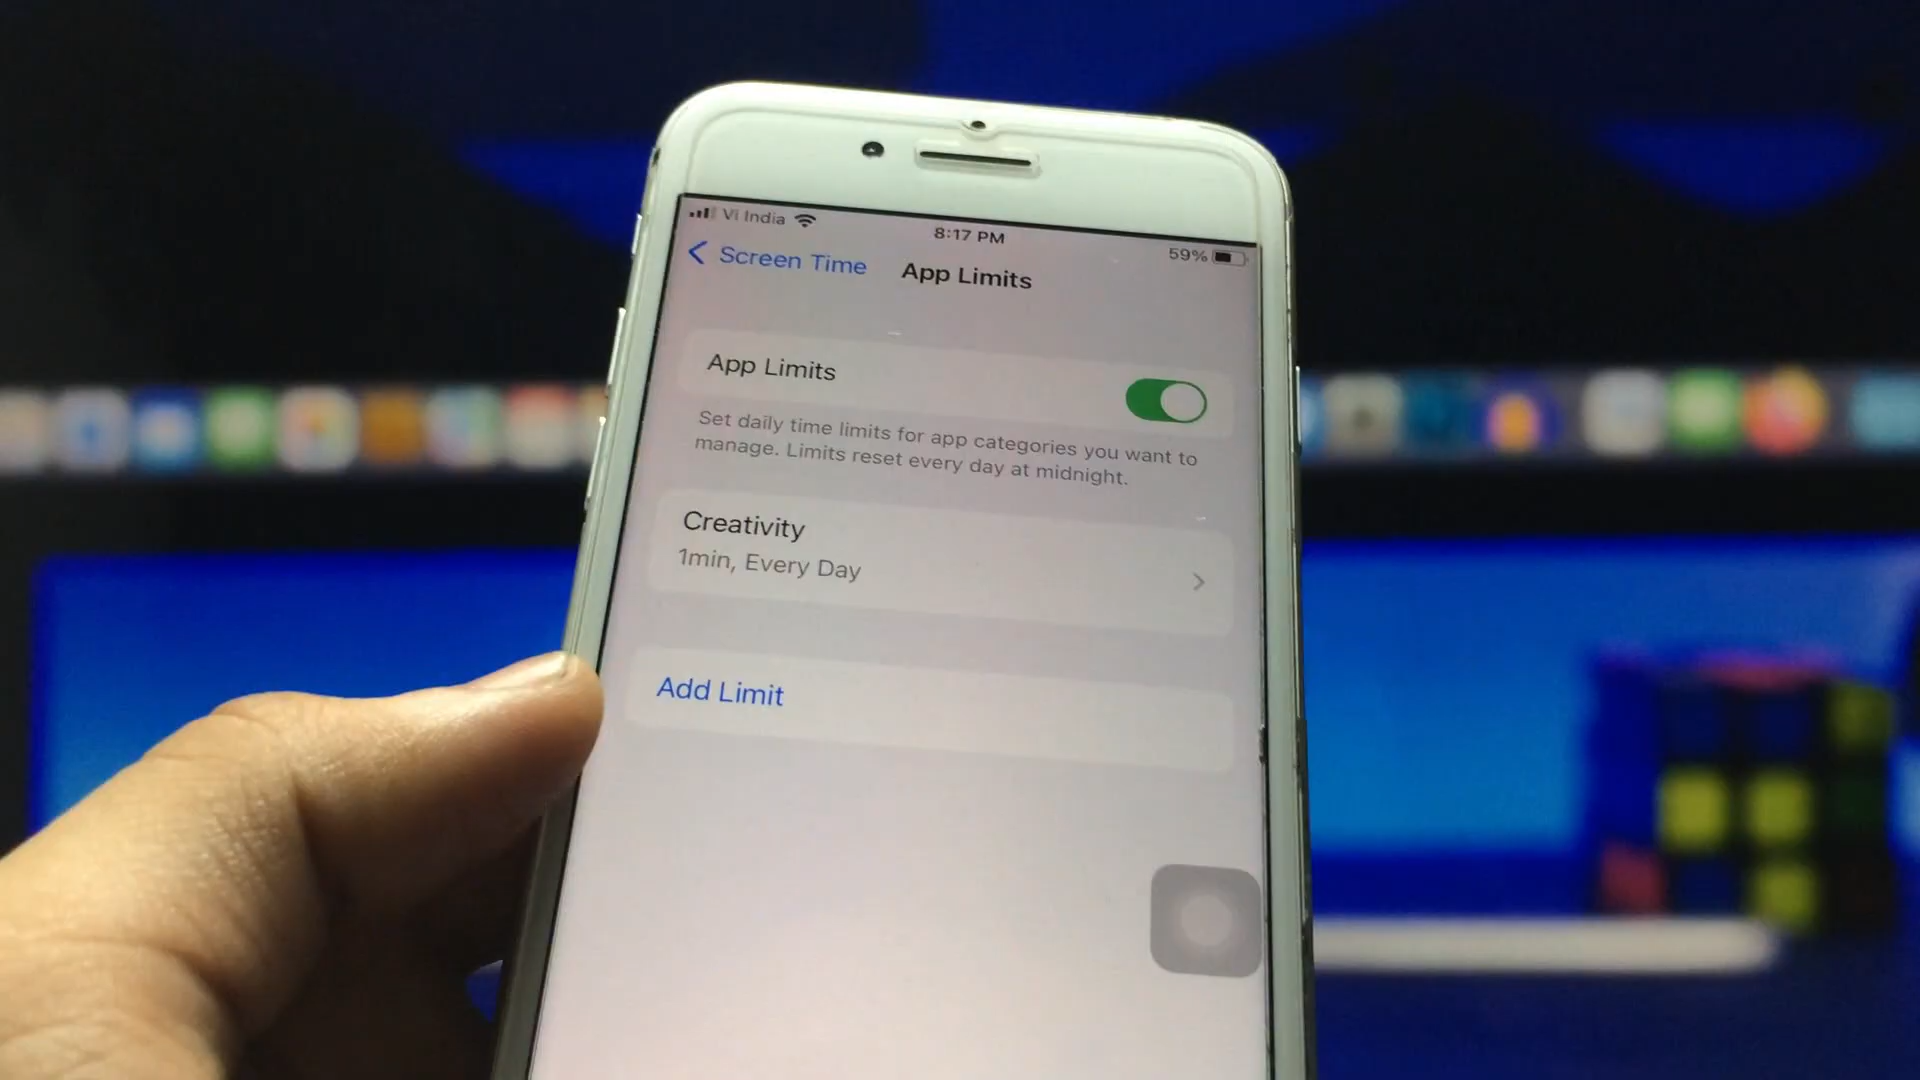 Vi India
8:17 PM
59%
Screen Time
App Limits
App Limits
Set daily time limits for app categories you want to
manage. Limits reset every day at midnight.
Creativity
1min, Every Day
Add Limit